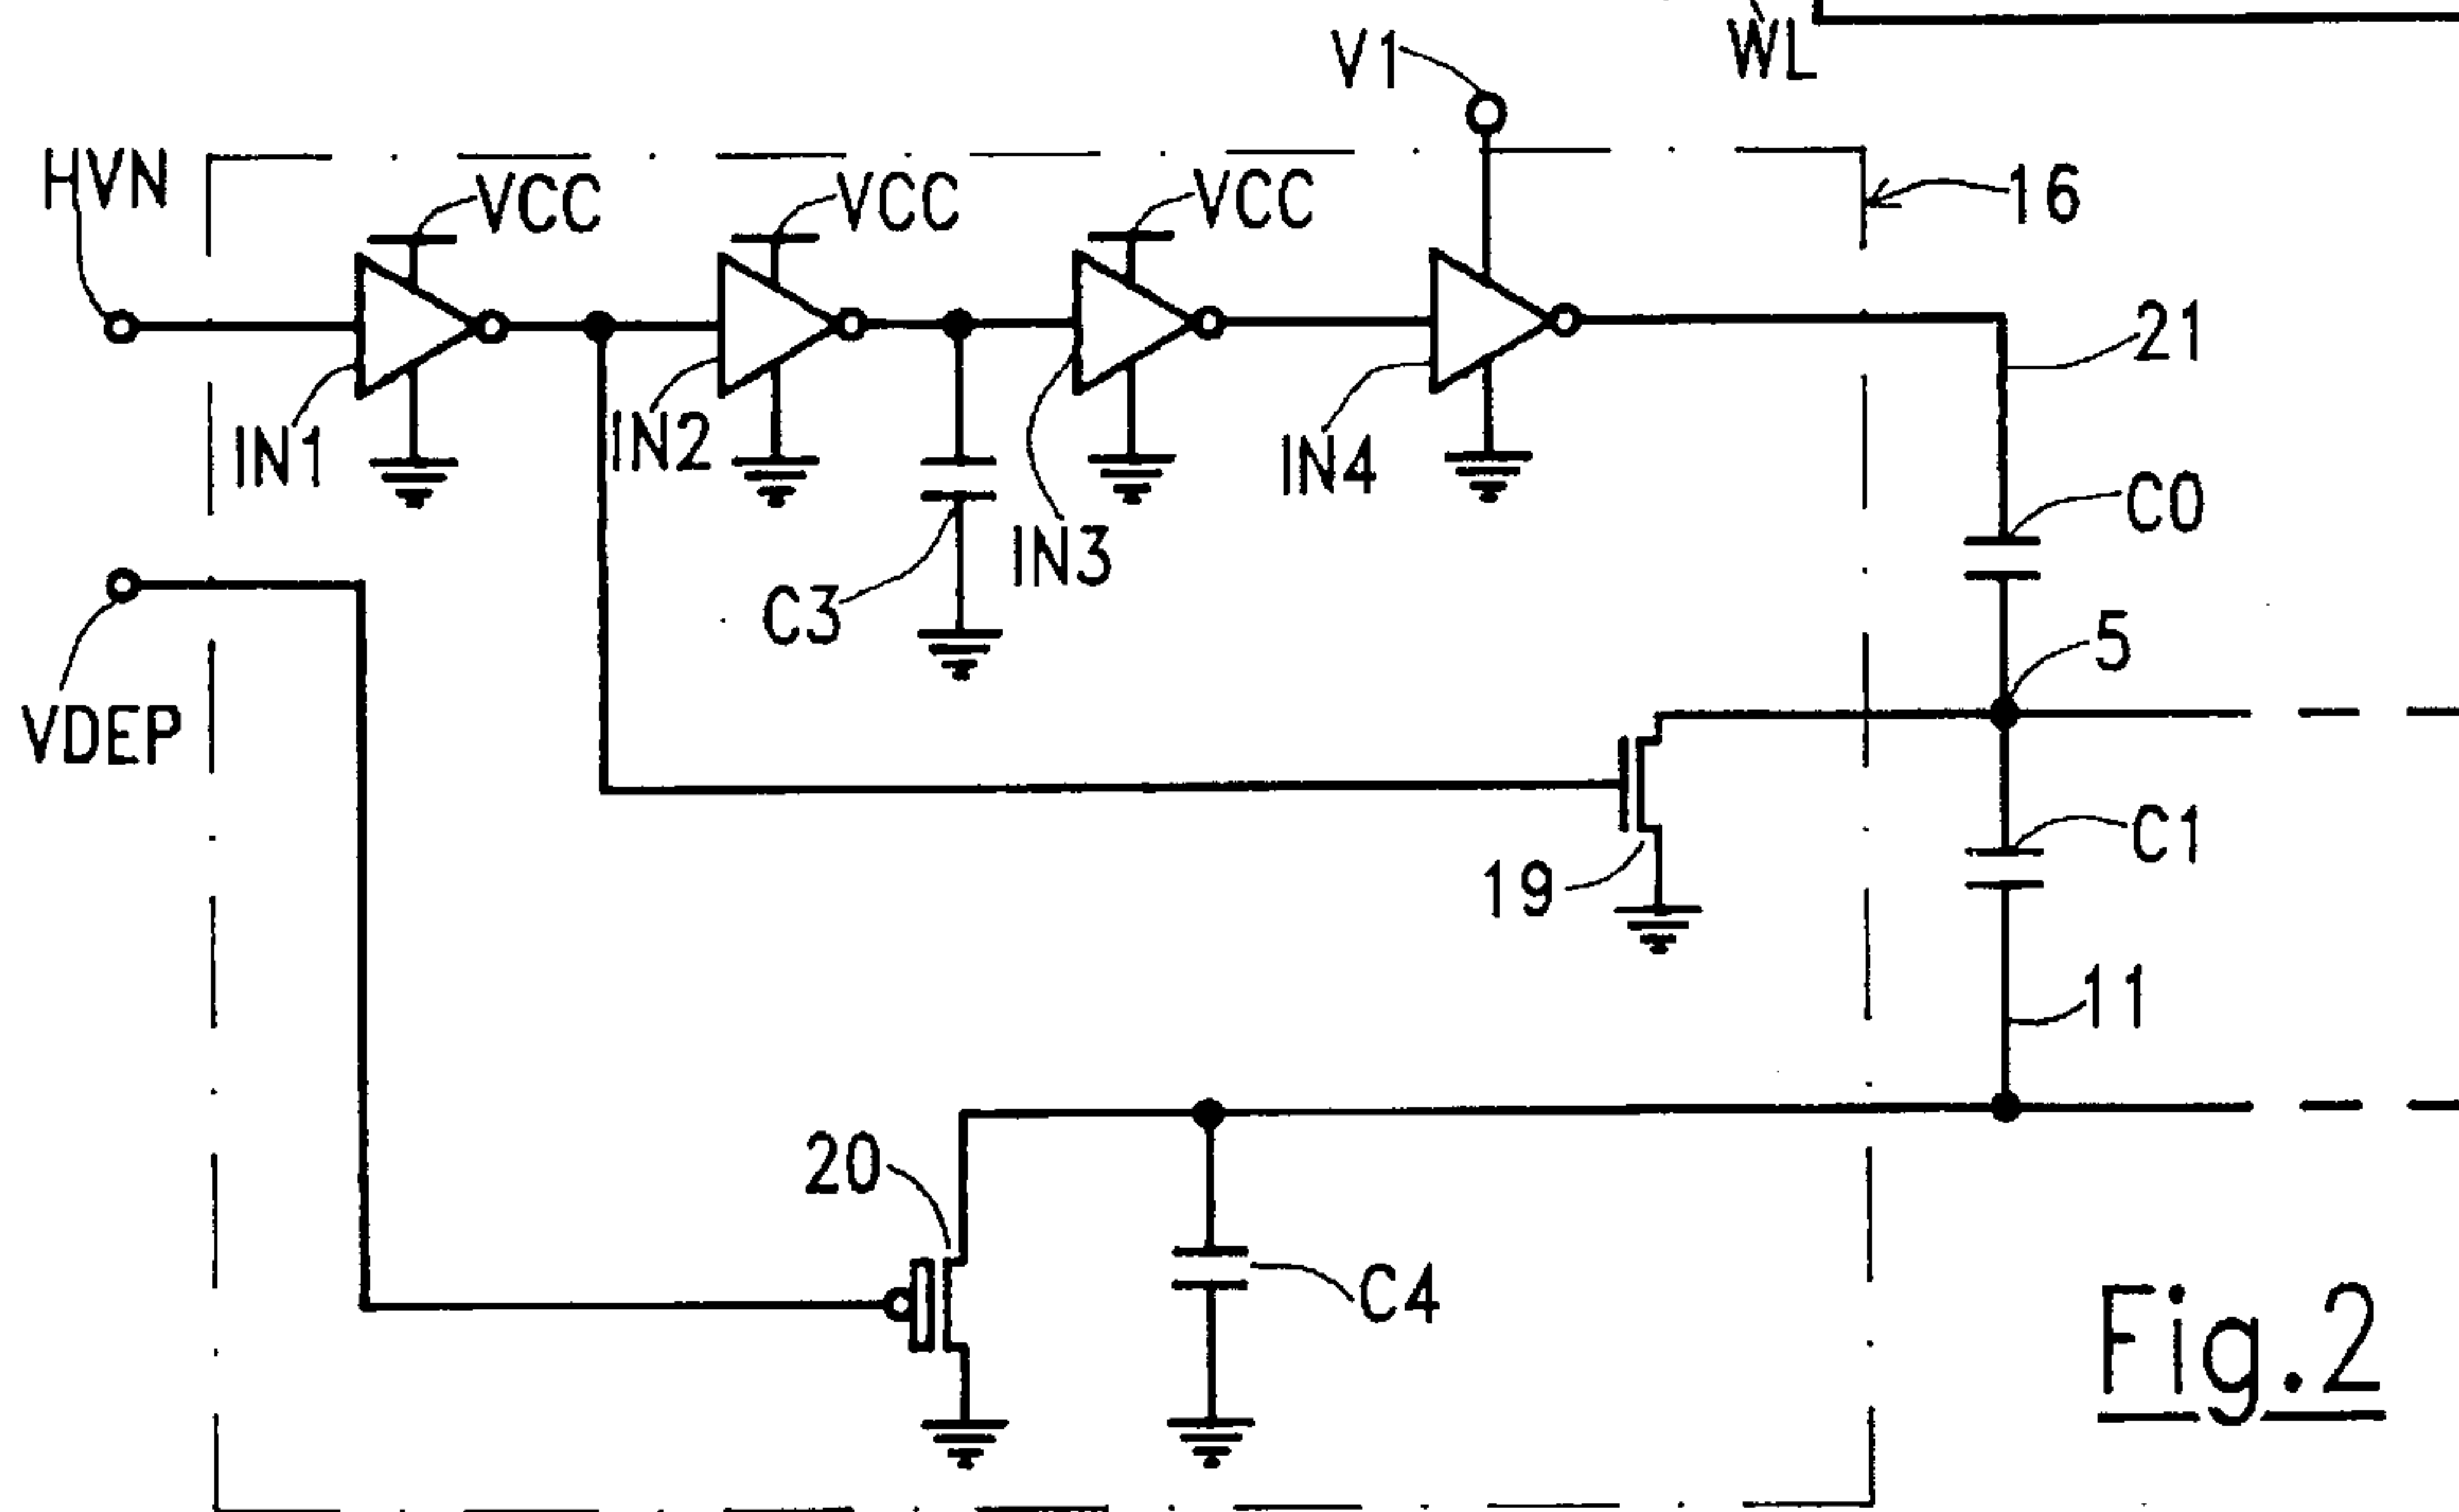 WL
V1
HVN
VCC
VCC
VCC
16
21
IN1
IN2
IN4
C0
IN3
C3
5
VDEP
C1
19
11
20
C4
Fig.2